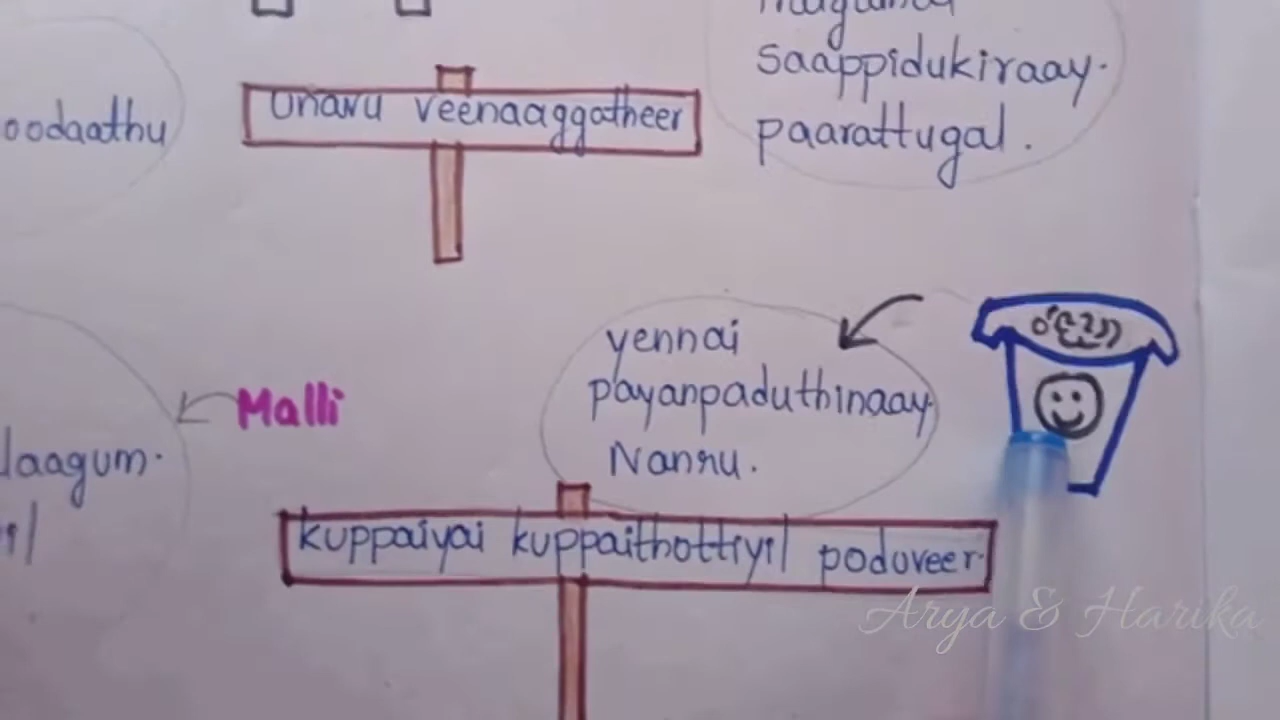 saappidukiraay.
paarattugal.
oodaathu
unavu veenaaggatheer
yennai
payanpaduthinaay.
Nanru.
Malli
laagum.
kuppaiyai kuppaithottiyil poduveer.
Arya & Harika